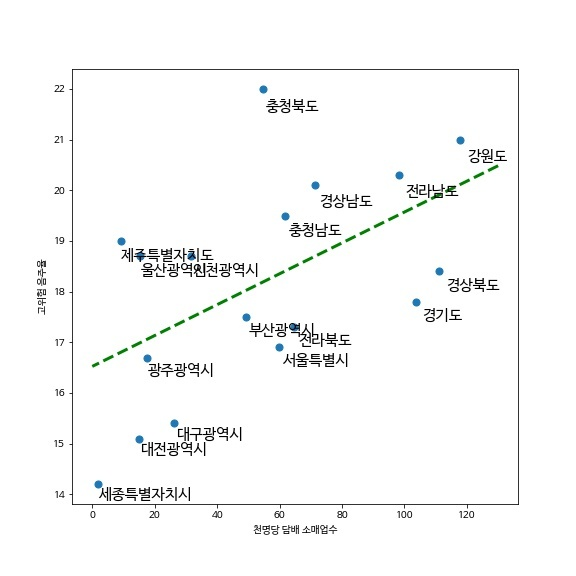 22
21
20
19
18
17
16
15
14
고위험 음주율
충청북도
강원도
전라남도
경상남도
충청남도
제주특별자치도
울산광역시
인천광역시
경상북도
경기도
부산광역시
전라북도
서울특별시
광주광역시
대구광역시
대전광역시
세종특별자치시
0 20 40 60 80 100 120
천명당 담배 소매업수